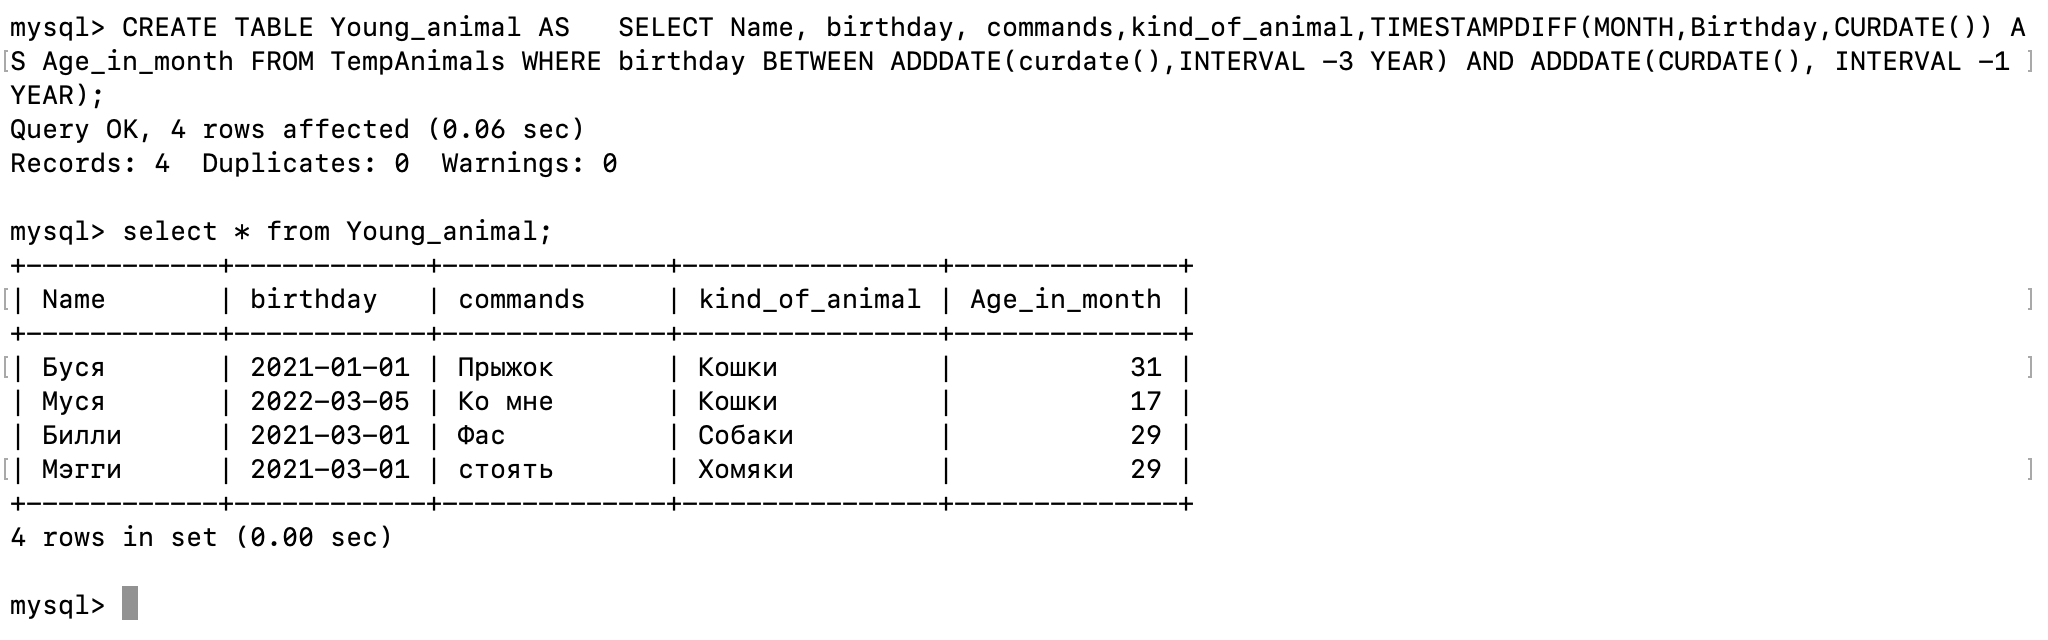 mysql> CREATE TABLE Young_animal AS   SELECT Name, birthday, commands,kind_of_animal,TIMESTAMPDIFF(MONTH,Birthday,CURDATE()) A
[S Age_in_month FROM TempAnimals WHERE birthday BETWEEN ADDDATE(curdate(),INTERVAL -3 YEAR) AND ADDDATE(CURDATE(), INTERVAL -1 ]
YEAR);
Query OK, 4 rows affected (0.06 sec)
Records: 4  Duplicates: 0  Warnings: 0

mysql> select * from Young_animal;
+------------+------------+--------------+----------------+--------------+
[| Name       | birthday   | commands     | kind_of_animal | Age_in_month | ]
+------------+------------+--------------+----------------+--------------+
[| Буся       | 2021-01-01 | Прыжок       | Кошки          |           31 | ]
| Муся       | 2022-03-05 | Ко мне       | Кошки          |           17 |
| Билли      | 2021-03-01 | Фас          | Собаки         |           29 |
[| Мэгги      | 2021-03-01 | стоять       | Хомяки         |           29 | ]
+------------+------------+--------------+----------------+--------------+
4 rows in set (0.00 sec)

mysql>